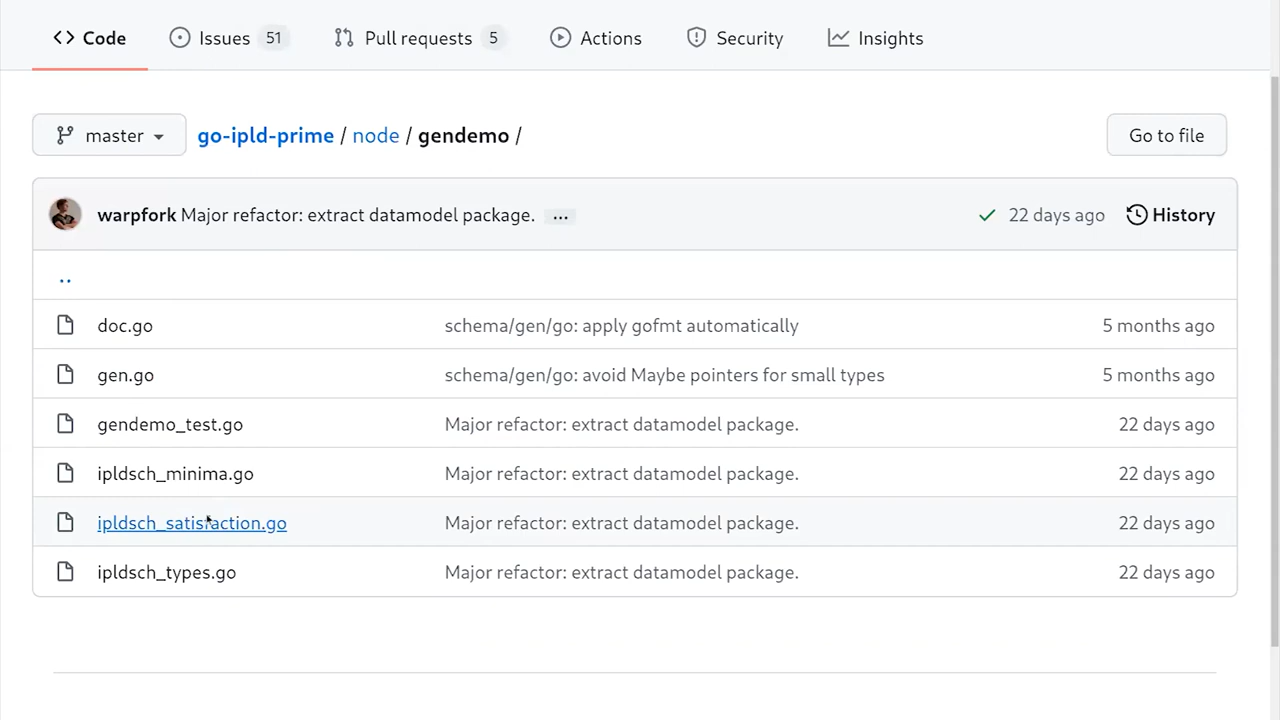 Code Issues 51 Pull requests 5 Actions Security Insights
master go-ipld-prime / node / gendemo / Go to file
warpfork Major refactor: extract datamodel package. ... 22 days ago History
..
doc.go schema/gen/go: apply gofmt automatically 5 months ago
gen.go schema/gen/go: avoid Maybe pointers for small types 5 months ago
gendemo_test.go Major refactor: extract datamodel package. 22 days ago
ipldsch_minima.go Major refactor: extract datamodel package. 22 days ago
ipldsch_satisfaction.go Major refactor: extract datamodel package. 22 days ago
ipldsch_types.go Major refactor: extract datamodel package. 22 days ago